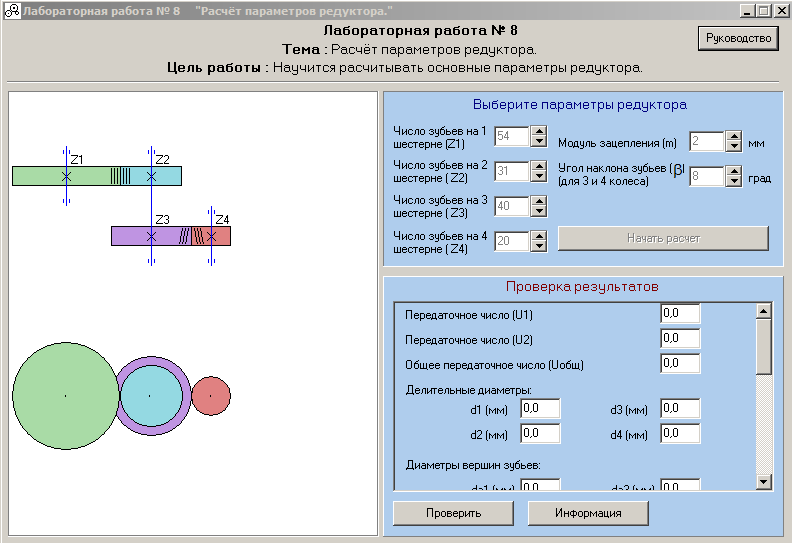 Лабораторная работа № 8 "Расчёт параметров редуктора."
Лабораторная работа № 8
Тема : Расчёт параметров редуктора.
Цель работы : Научится расчитывать основные параметры редуктора.
Руководство
Z1
Z2
Z3
Z4
Выберите параметры редуктора
Число зубьев на 1
шестерне (Z1)
54
Число зубьев на 2
шестерне ( Z2)
31
Число зубьев на 3
шестерне ( Z3)
40
Число зубьев на 4
шестерне ( Z4)
20
Модуль зацепления (m)
2
мм
Угол наклона зубьев (β)
(для 3 и 4 колеса)
8
град
Начать расчет
Проверка результатов
Передаточное число (U1)
0,0
Передаточное число (U2)
0,0
Общее передаточное число (Uобщ)
0,0
Делительные диаметры:
d1 (мм)
0,0
d3 (мм)
0,0
d2 (мм)
0,0
d4 (мм)
0,0
Диаметры вершин зубьев:
da1 (мм)
0,0
da3 (мм)
0,0
Проверить
Информация